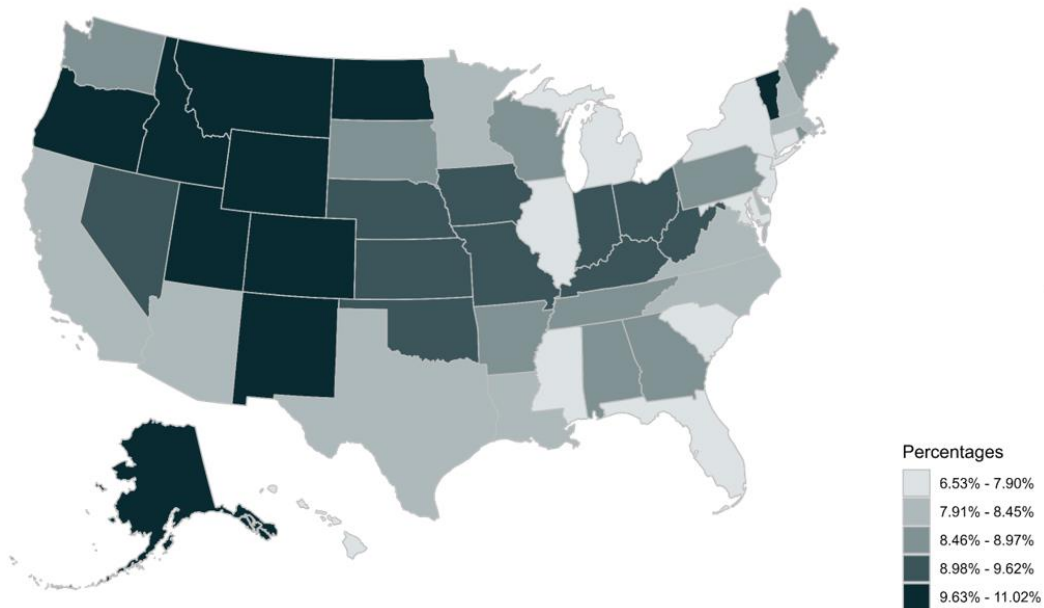 Percentages
6.53% - 7.90%
7.91% - 8.45%
8.46% - 8.97%
8.98% - 9.62%
9.63% - 11.02%